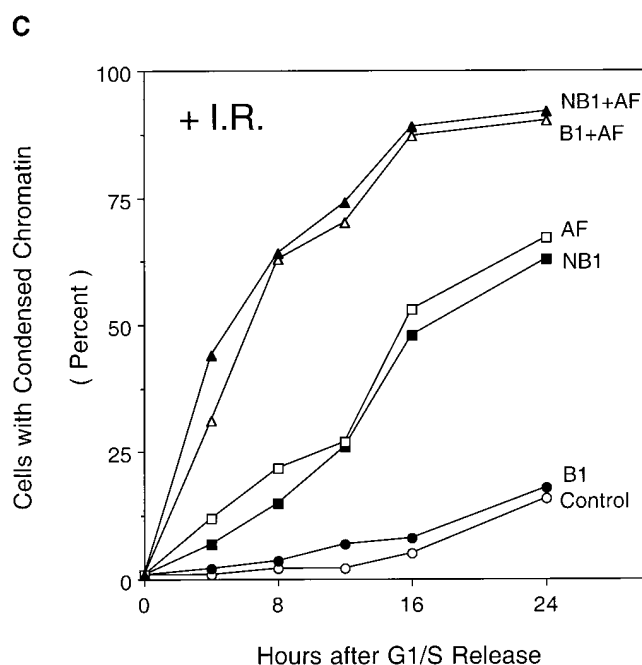 C
100
75
50
25
0
Cells with Condensed Chromatin
( Percent )
+ I.R.
NB1+AF
B1+AF
AF
NB1
B1
Control
0
8
16
24
Hours after G1/S Release